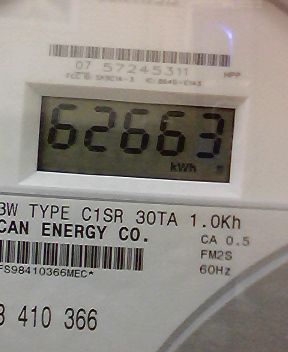 07 57245311 HPP
62663
kWh
3W TYPE C1SR 30TA 1.0Kh
CAN ENERGY CO. CA 0.5
FM2S
FS98410366MEC* 60Hz
410 366